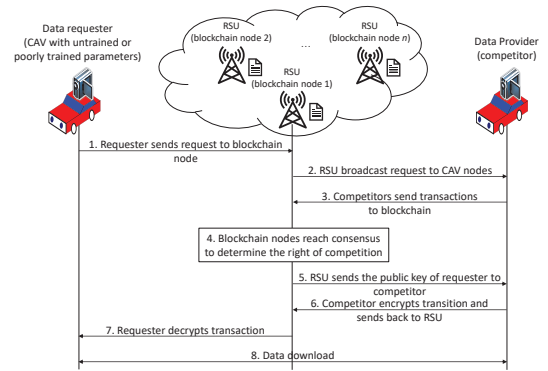 Data requester
(CAV with untrained or
poorly trained parameters)
RSU
(blockchain node 2)
...
RSU
(blockchain node n)
RSU
(blockchain node 1)
Data Provider
(competitor)
1. Requester sends request to blockchain
node
2. RSU broadcast request to CAV nodes
3. Competitors send transactions
to blockchain
4. Blockchain nodes reach consensus
to determine the right of competition
5. RSU sends the public key of requester to
competitor
6. Competitor encrypts transition and
sends back to RSU
7. Requester decrypts transaction
8. Data download